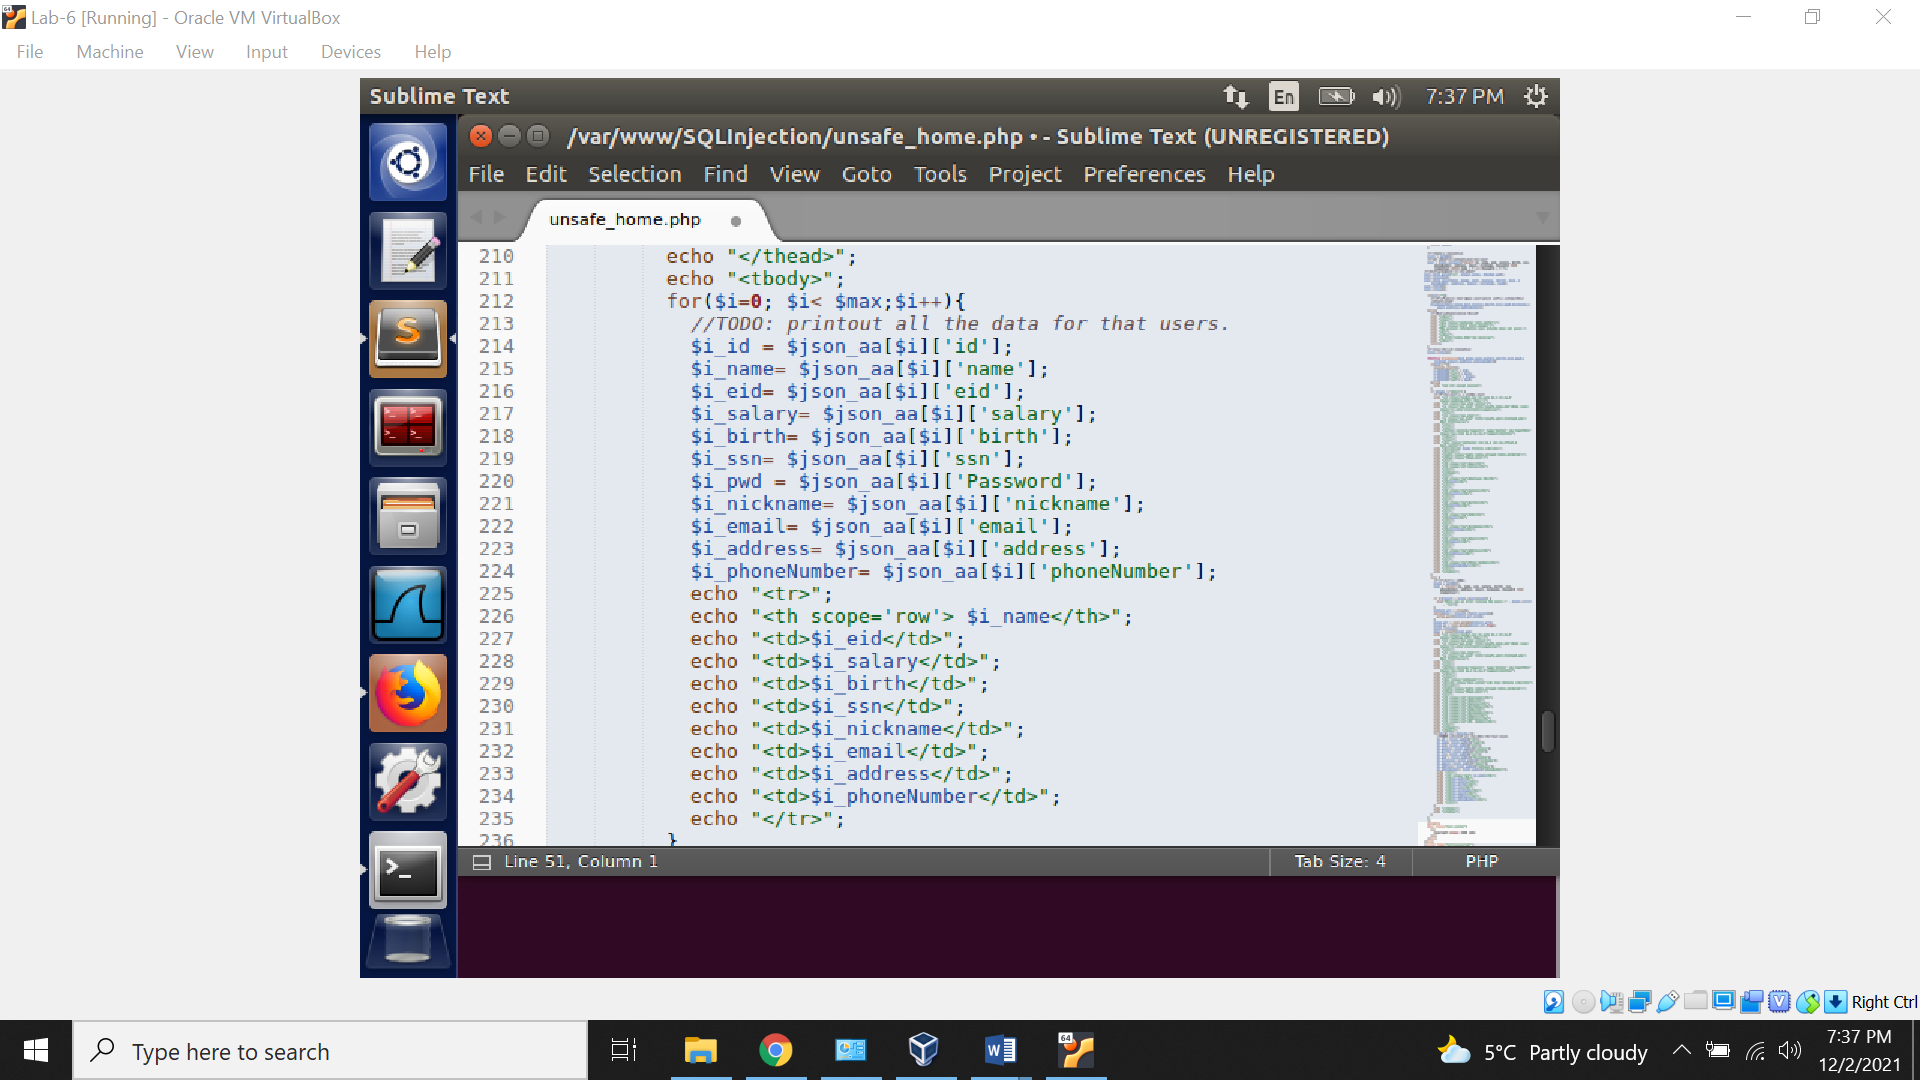 Lab-6 [Running] - Oracle VM VirtualBox
File Machine View Input Devices Help
Sublime Text En 7:37 PM
/var/www/SQLInjection/unsafe_home.php • - Sublime Text (UNREGISTERED)
File Edit Selection Find View Goto Tools Project Preferences Help
unsafe_home.php
210 echo "</thead>";
211 echo "<tbody>";
212 for($i=0; $i< $max;$i++){
213 //TODO: printout all the data for that users.
214 $i_id = $json_aa[$i]['id'];
215 $i_name= $json_aa[$i]['name'];
216 $i_eid= $json_aa[$i]['eid'];
217 $i_salary= $json_aa[$i]['salary'];
218 $i_birth= $json_aa[$i]['birth'];
219 $i_ssn= $json_aa[$i]['ssn'];
220 $i_pwd = $json_aa[$i]['Password'];
221 $i_nickname= $json_aa[$i]['nickname'];
222 $i_email= $json_aa[$i]['email'];
223 $i_address= $json_aa[$i]['address'];
224 $i_phoneNumber= $json_aa[$i]['phoneNumber'];
225 echo "<tr>";
226 echo "<th scope='row'> $i_name</th>";
227 echo "<td>$i_eid</td>";
228 echo "<td>$i_salary</td>";
229 echo "<td>$i_birth</td>";
230 echo "<td>$i_ssn</td>";
231 echo "<td>$i_nickname</td>";
232 echo "<td>$i_email</td>";
233 echo "<td>$i_address</td>";
234 echo "<td>$i_phoneNumber</td>";
235 echo "</tr>";
236 }
Line 51, Column 1 Tab Size: 4 PHP
Right Ctrl
Type here to search
5°C Partly cloudy
7:37 PM
12/2/2021